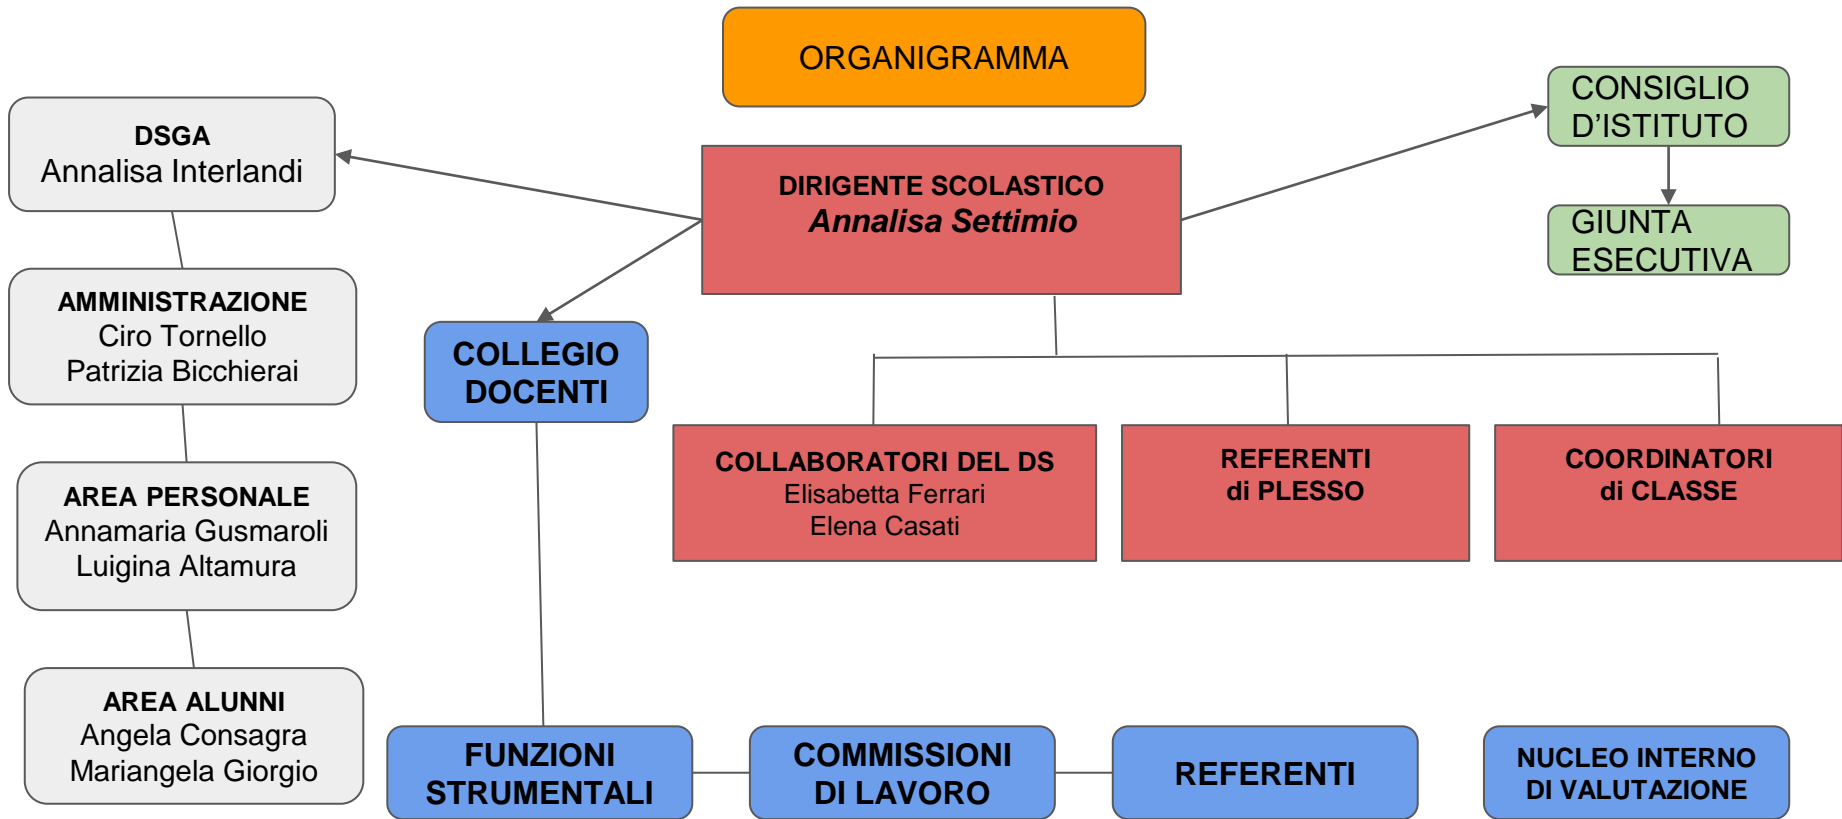 ORGANIGRAMMA
CONSIGLIO
D'ISTITUTO
DSGA
Annalisa Interlandi
DIRIGENTE SCOLASTICO
Annalisa Settimio
GIUNTA
ESECUTIVA
AMMINISTRAZIONE
Ciro Tornello
Patrizia Bicchierai
COLLEGIO
DOCENTI
AREA PERSONALE
Annamaria Gusmaroli
Luigina Altamura
COLLABORATORI DEL DS
Elisabetta Ferrari
Elena Casati
REFERENTI
di PLESSO
COORDINATORI
di CLASSE
AREA ALUNNI
Angela Consagra
Mariangela Giorgio
FUNZIONI
STRUMENTALI
COMMISSIONI
DI LAVORO
REFERENTI
NUCLEO INTERNO
DI VALUTAZIONE